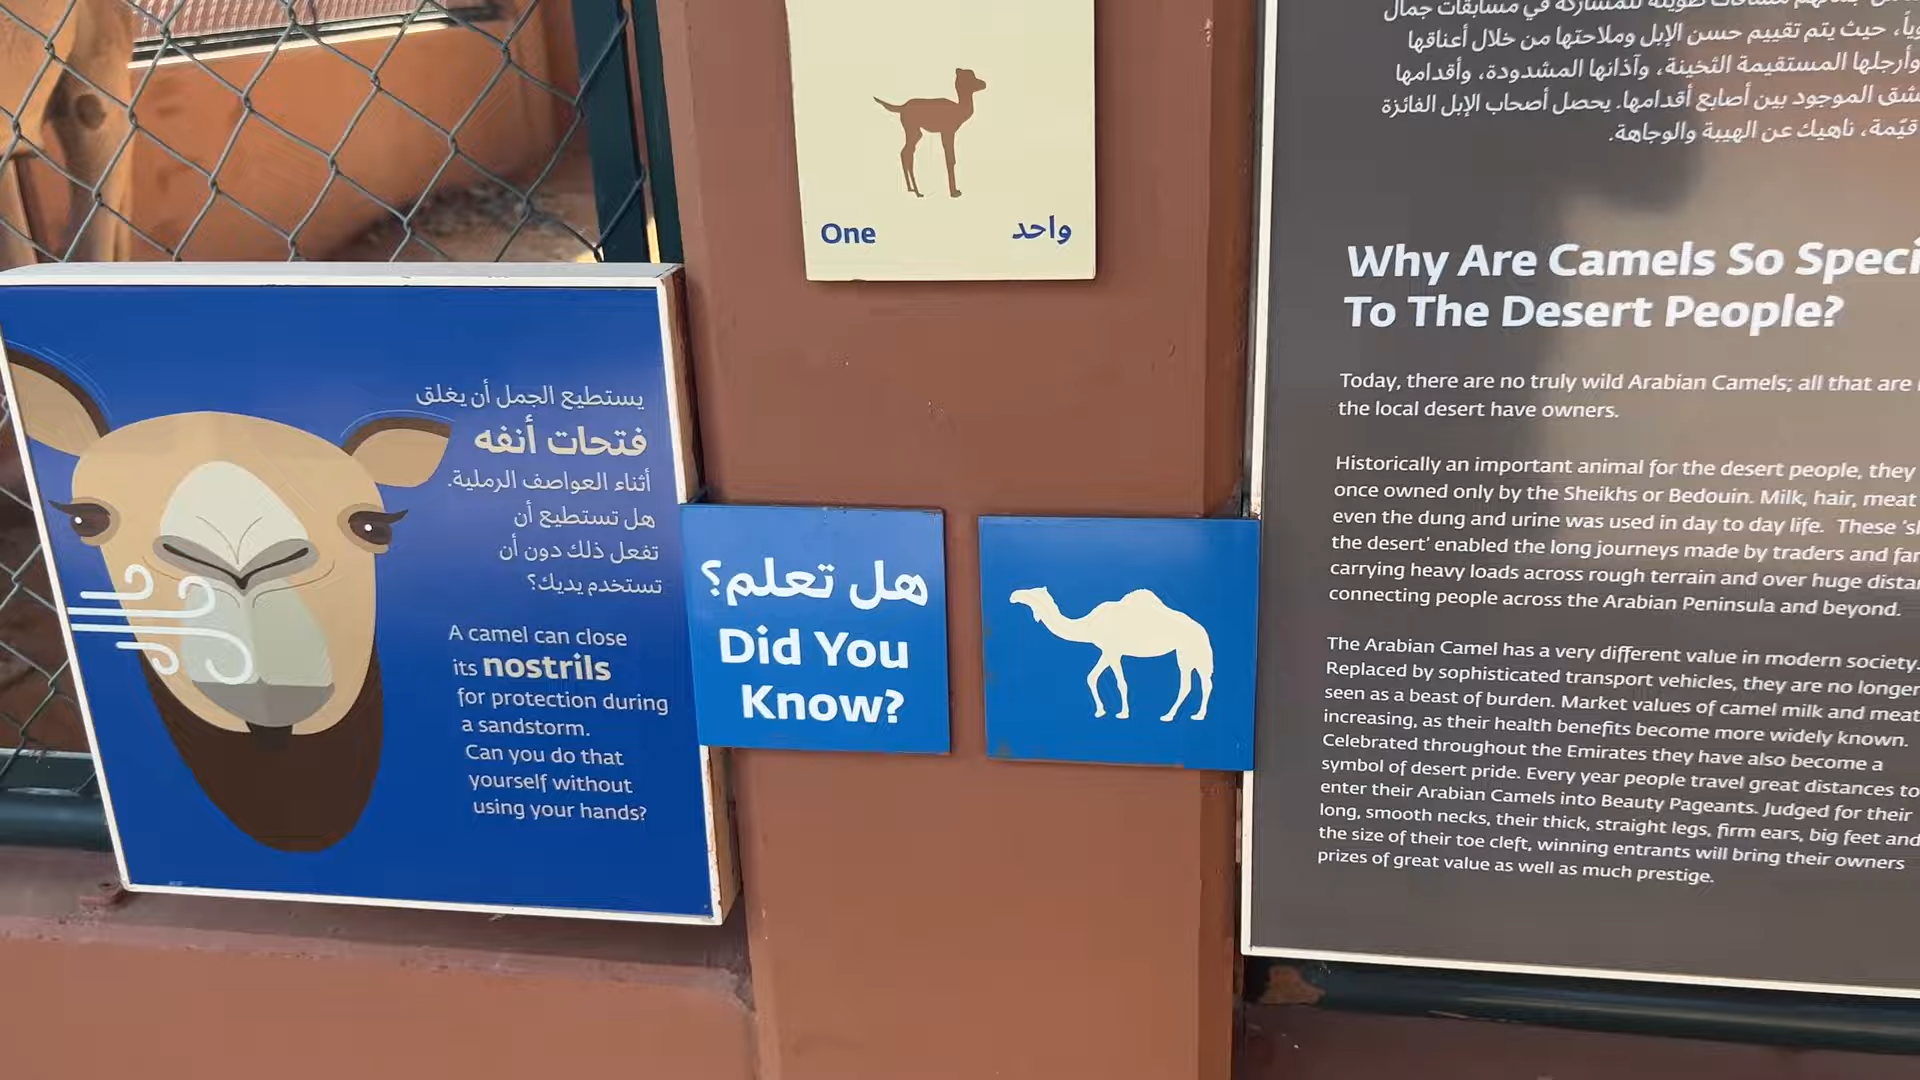 One
واحد
يستطيع الجمل أن يغلق
فتحات أنفه
أثناء العواصف الرملية.
هل تستطيع أن
تفعل ذلك دون أن
تستخدم يديك؟
A camel can close
its nostrils
for protection during
a sandstorm.
Can you do that
yourself without
using your hands?
هل تعلم؟
Did You
Know?
مسافات طويلة للمشاركة في مسابقات جمال
حيث يتم تقييم حسن الإبل وملاحتها من خلال أعناقها
وأرجلها المستقيمة الثخينة، وآذانها المشدودة، وأقدامها
الموجود بين أصابع أقدامها. يحصل أصحاب الإبل الفائزة
قيّمة، ناهيك عن الهيبة والوجاهة.
Why Are Camels So
To The Desert People?
Today, there are no truly wild Arabian Camels; all that are
the local desert have owners.
Historically an important animal for the desert people, they
once owned only by the Sheikhs or Bedouin. Milk, hair, meat
even the dung and urine was used in day to day life. These
the desert' enabled the long journeys made by traders and
carrying heavy loads across rough terrain and over huge
connecting people across the Arabian Peninsula and beyond.
The Arabian Camel has a very different value in modern society.
Replaced by sophisticated transport vehicles, they are no longer
seen as a beast of burden. Market values of camel milk and meat
increasing, as their health benefits become more widely known.
Celebrated throughout the Emirates they have also become a
symbol of desert pride. Every year people travel great distances to
enter their Arabian Camels into Beauty Pageants. Judged for their
long, smooth necks, their thick, straight legs, firm ears, big feet and
the size of their toe cleft, winning entrants will bring their owners
prizes of great value as well as much prestige.